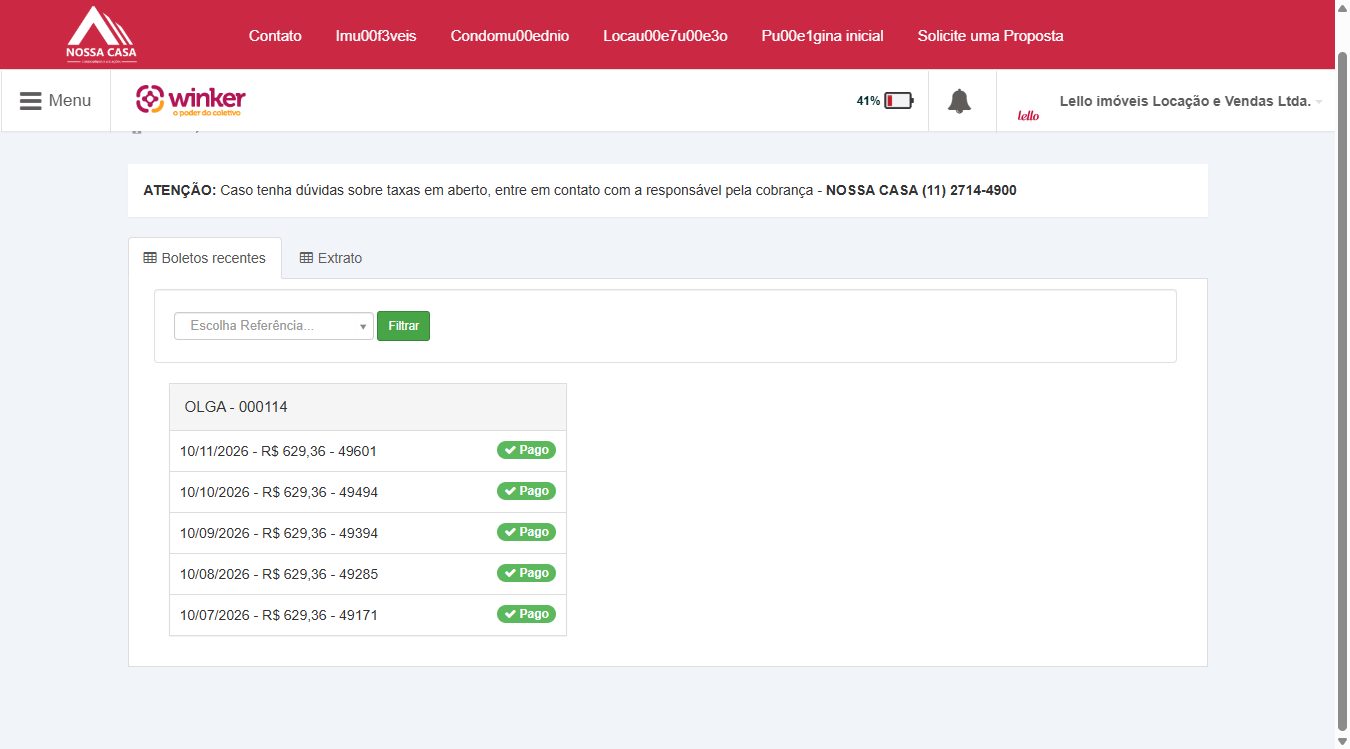 NOSSA CASA
Contato
Imu00f3veis
Condomu00ednio
Locau00e7u00e3o
Pu00e1gina inicial
Solicite uma Proposta
Menu
winker
o poder do coletivo
41%
lello
Lello imóveis Locação e Vendas Ltda.
ATENÇÃO: Caso tenha dúvidas sobre taxas em aberto, entre em contato com a responsável pela cobrança - NOSSA CASA (11) 2714-4900
Boletos recentes
Extrato
Escolha Referência...
Filtrar
OLGA - 000114
10/11/2026 - R$ 629,36 - 49601 Pago
10/10/2026 - R$ 629,36 - 49494 Pago
10/09/2026 - R$ 629,36 - 49394 Pago
10/08/2026 - R$ 629,36 - 49285 Pago
10/07/2026 - R$ 629,36 - 49171 Pago